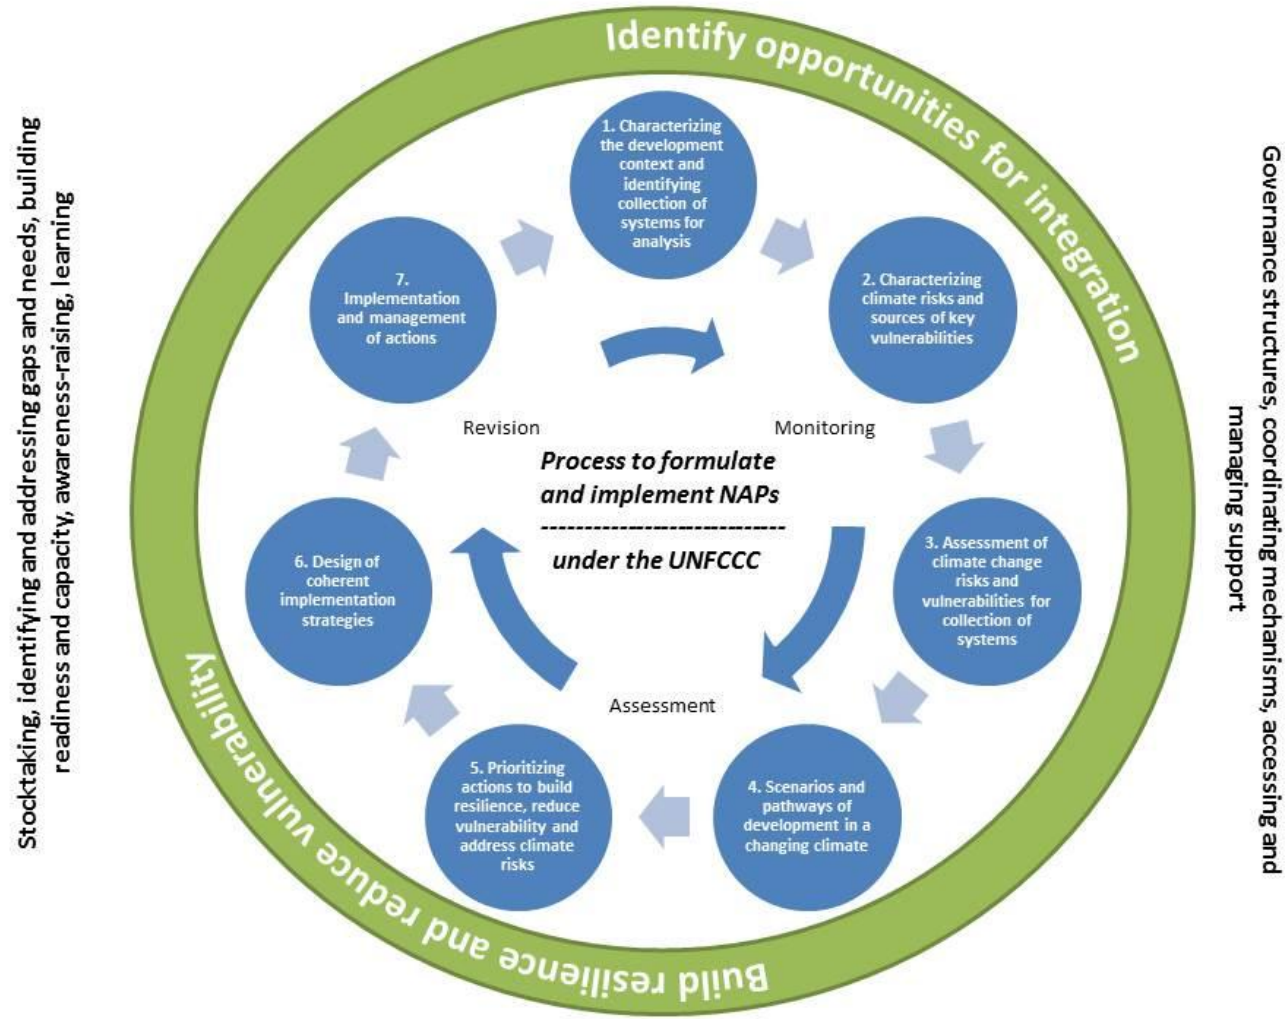 Identify opportunities for integration
Stocktaking, identifying and addressing gaps and needs, building
readiness and capacity, awareness-raising, learning
Governance structures, coordinating mechanisms, accessing and
managing support
1. Characterizing
the development
context and
identifying
collection of
systems for
analysis
2. Characterizing
climate risks and
sources of key
vulnerabilities
3. Assessment of
climate change
risks and
vulnerabilities for
collection of
systems
4. Scenarios and
pathways of
development in a
changing climate
5. Prioritizing
actions to build
resilience, reduce
vulnerability and
address climate
risks
6. Design of
coherent
implementation
strategies
7.
Implementation
and management
of actions
Revision
Monitoring
Process to formulate
and implement NAPs
-----------------------------
under the UNFCCC
Assessment
Build resilience and reduce vulnerability